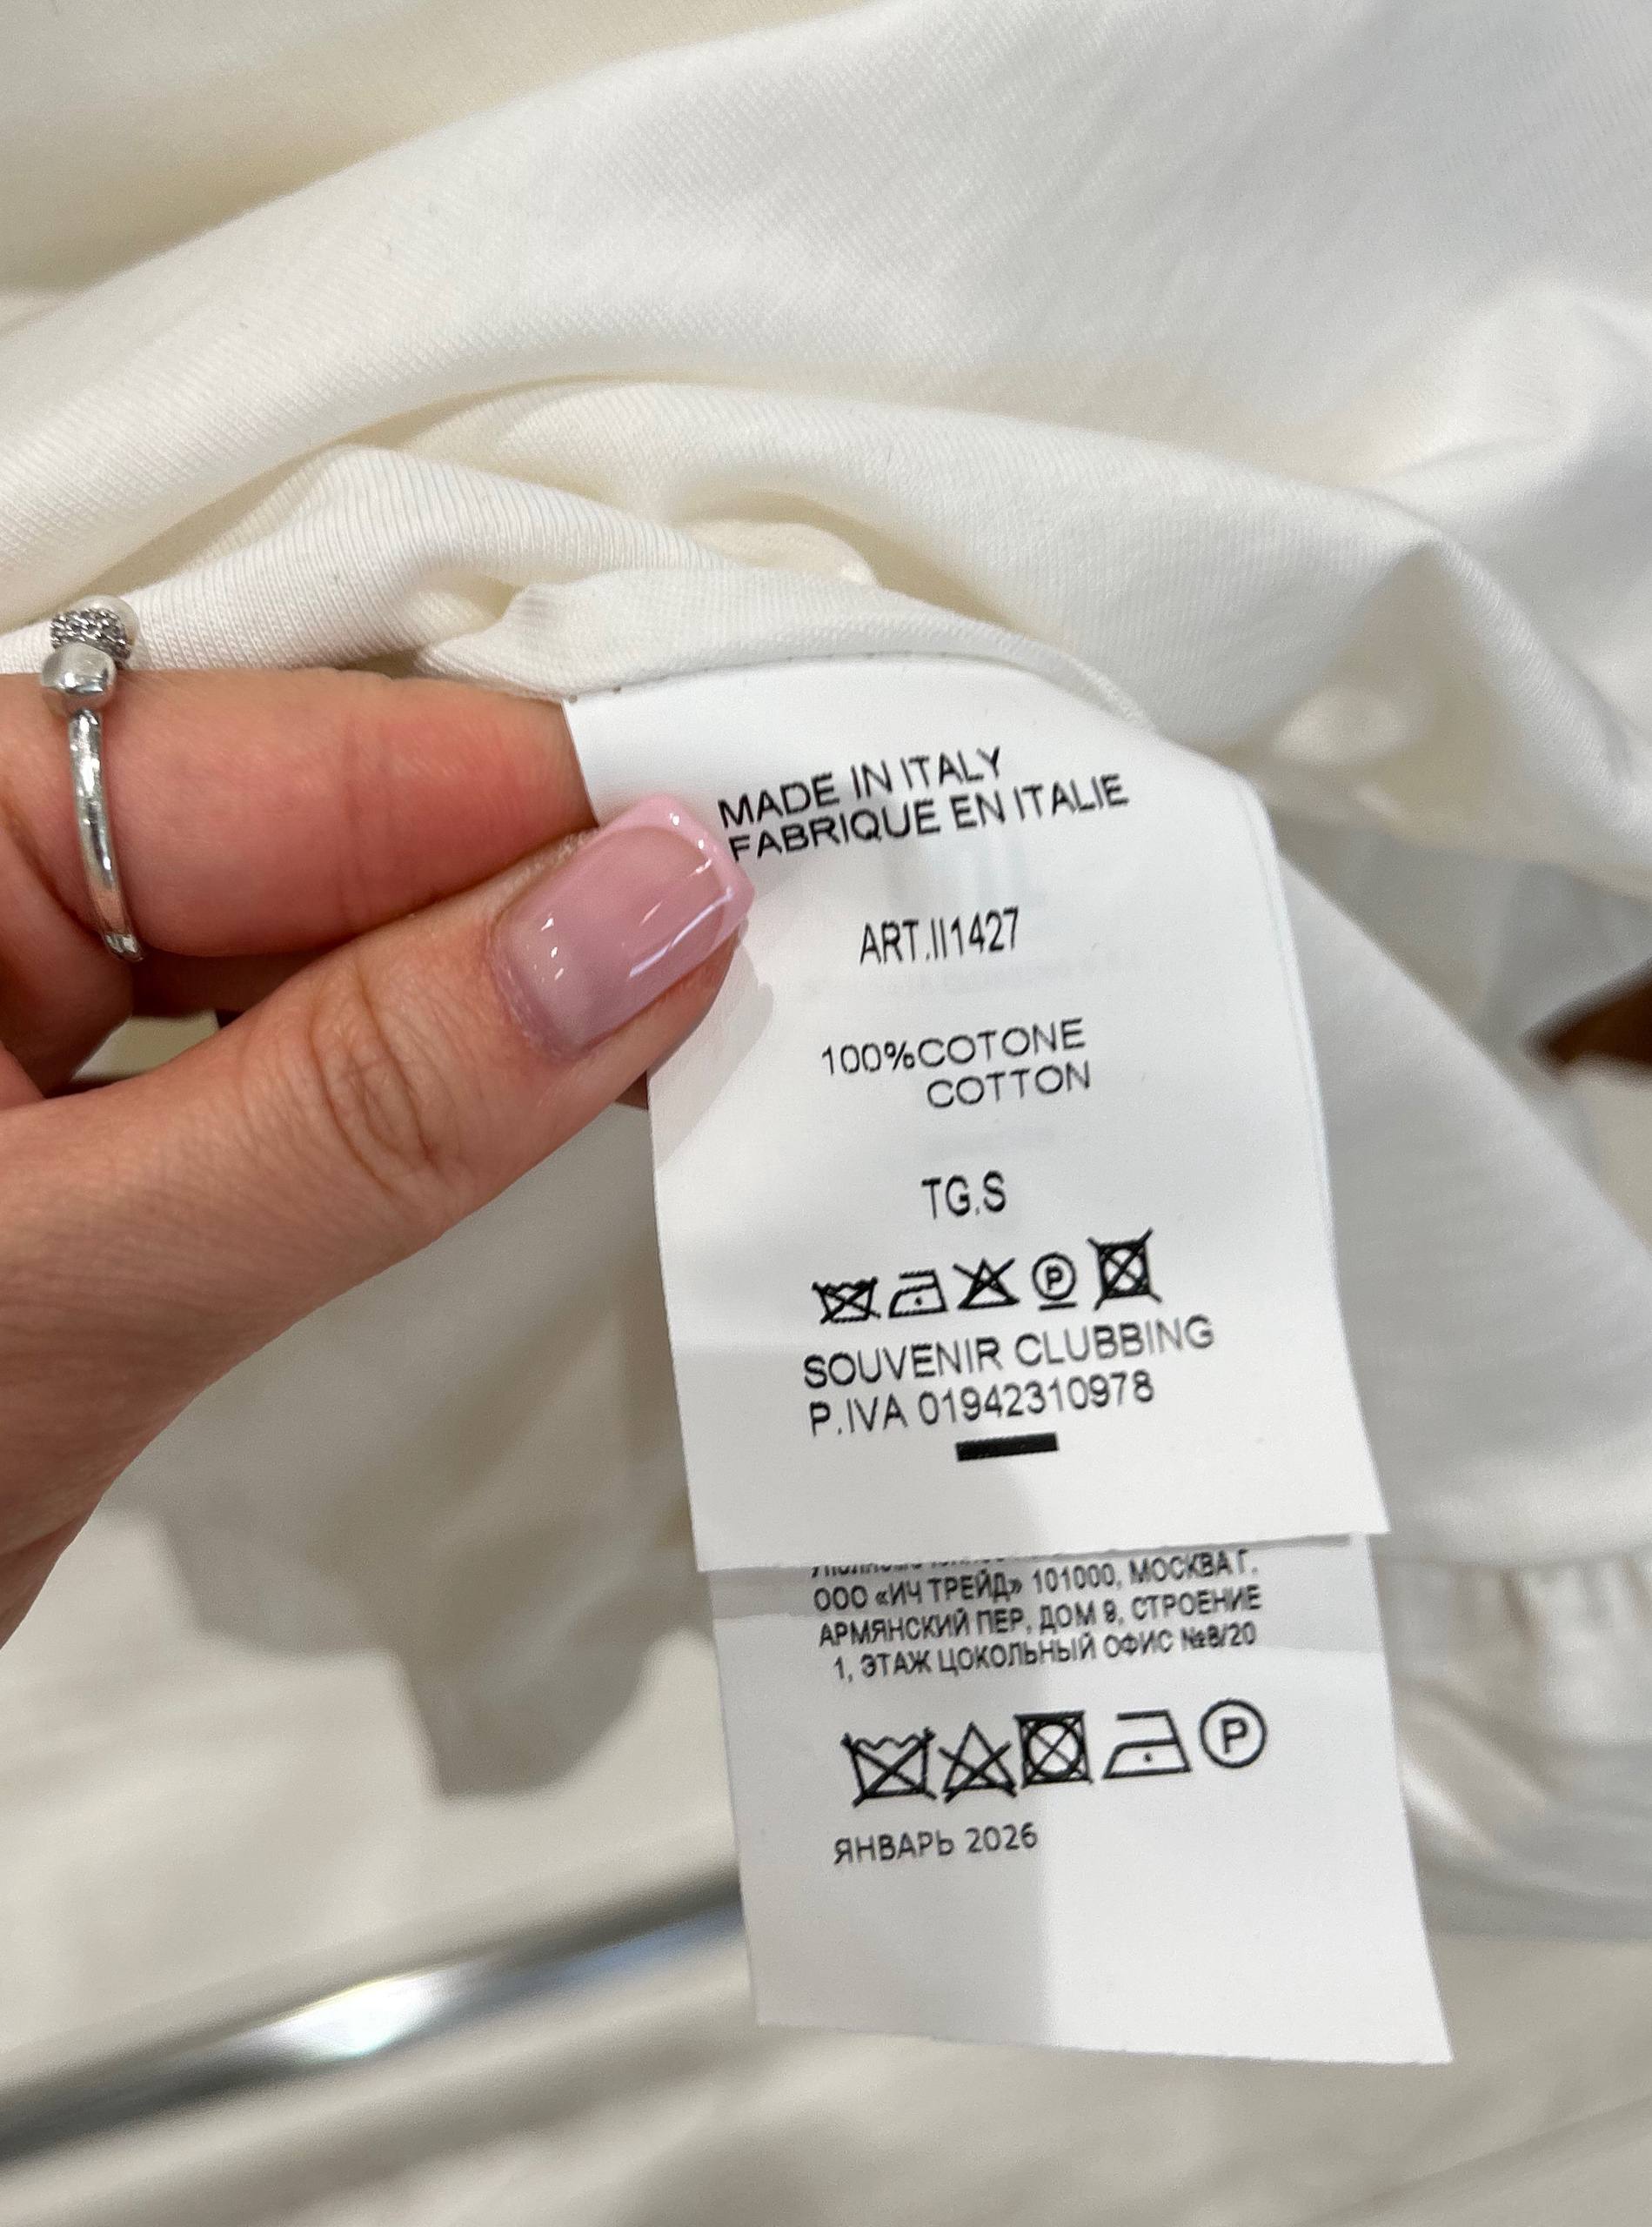 MADE IN ITALY
FABRIQUE EN ITALIE
ART.II1427
100%COTONE
COTTON
TG.S
P
SOUVENIR CLUBBING
P.IVA 01942310978
ООО «ИЧ ТРЕЙД» 101000, МОСКВА Г.
АРМЯНСКИЙ ПЕР, ДОМ 9, СТРОЕНИЕ
1, ЭТАЖ ЦОКОЛЬНЫЙ ОФИС №8/20
P
ЯНВАРЬ 2026